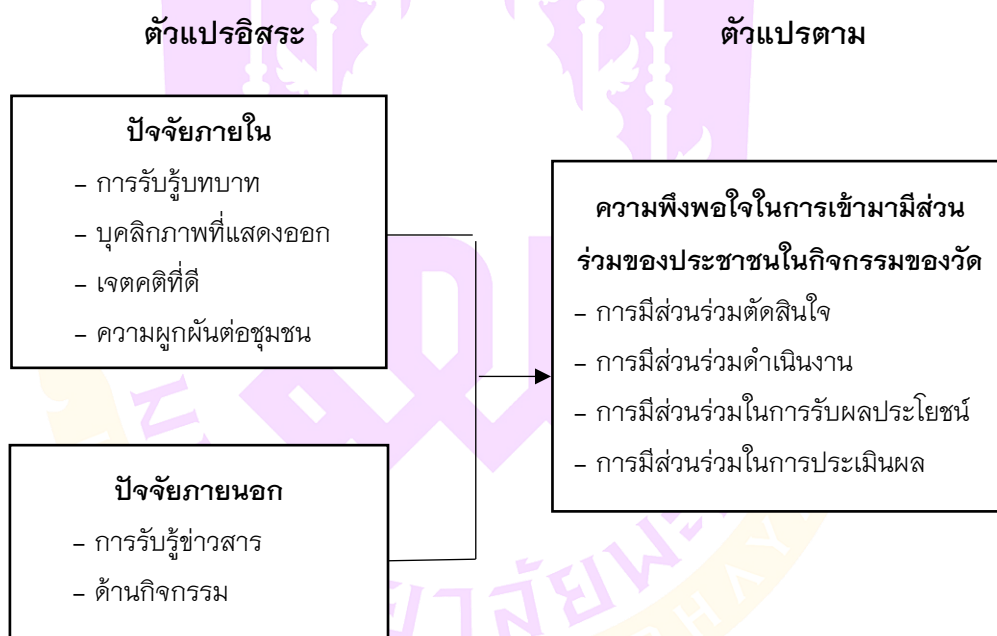 ตัวแปรอิสระ
ตัวแปรตาม
ปัจจัยภายใน
– การรับรู้บทบาท
– บุคลิกภาพที่แสดงออก
– เจตคติที่ดี
– ความผูกผันต่อชุมชน
ปัจจัยภายนอก
– การรับรู้ข่าวสาร
– ด้านกิจกรรม
ความพึงพอใจในการเข้ามามีส่วน
ร่วมของประชาชนในกิจกรรมของวัด
– การมีส่วนร่วมตัดสินใจ
– การมีส่วนร่วมดำเนินงาน
– การมีส่วนร่วมในการรับผลประโยชน์
– การมีส่วนร่วมในการประเมินผล